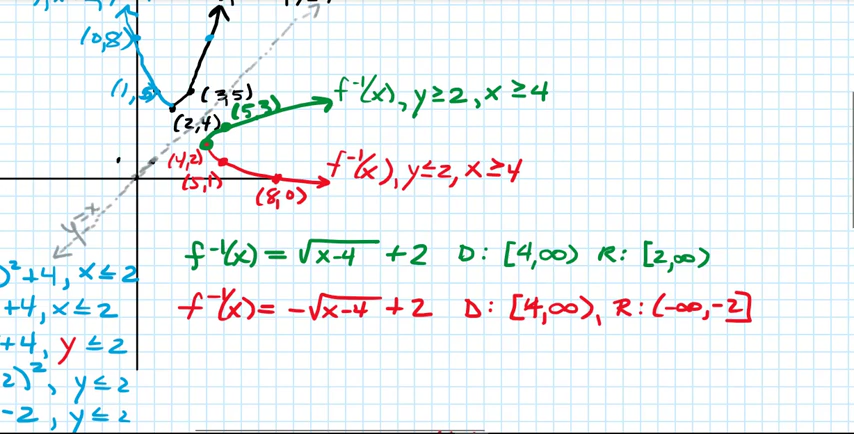 (0,8)
(1,5)
(3,5)
f⁻¹(x), y≥2, x≥4
(5,3)
(2,4)
(4,2)
f⁻¹(x), y≤2, x≥4
(5,1)
(8,0)
y=x
f⁻¹(x) = √x-4 + 2 D: [4,∞) R: [2,∞)
)²+4, x≤2
f⁻¹(x) = -√x-4 + 2 D: [4,∞), R: (-∞,-2]
+4, x≤2
+4, y≤2
2)², y≤2
-2, y≤2